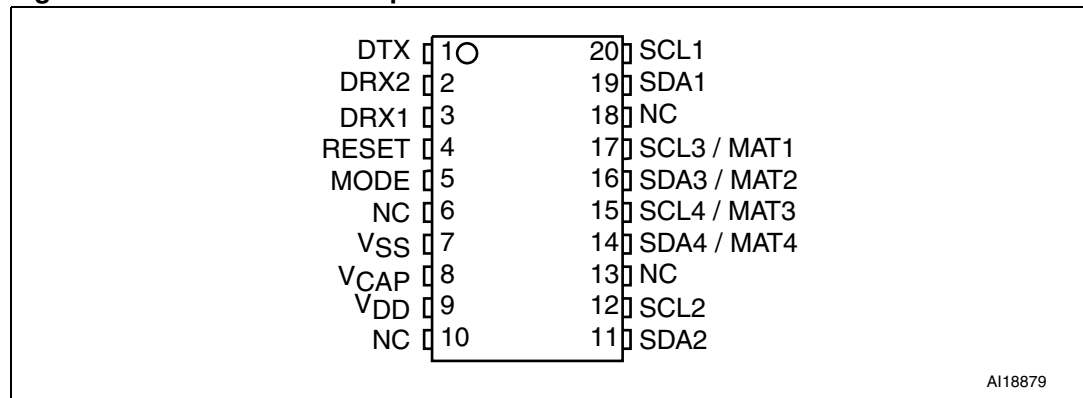 DTX 1 20 SCL1
DRX2 2 19 SDA1
DRX1 3 18 NC
RESET 4 17 SCL3 / MAT1
MODE 5 16 SDA3 / MAT2
NC 6 15 SCL4 / MAT3
VSS 7 14 SDA4 / MAT4
VCAP 8 13 NC
VDD 9 12 SCL2
NC 10 11 SDA2
AI18879